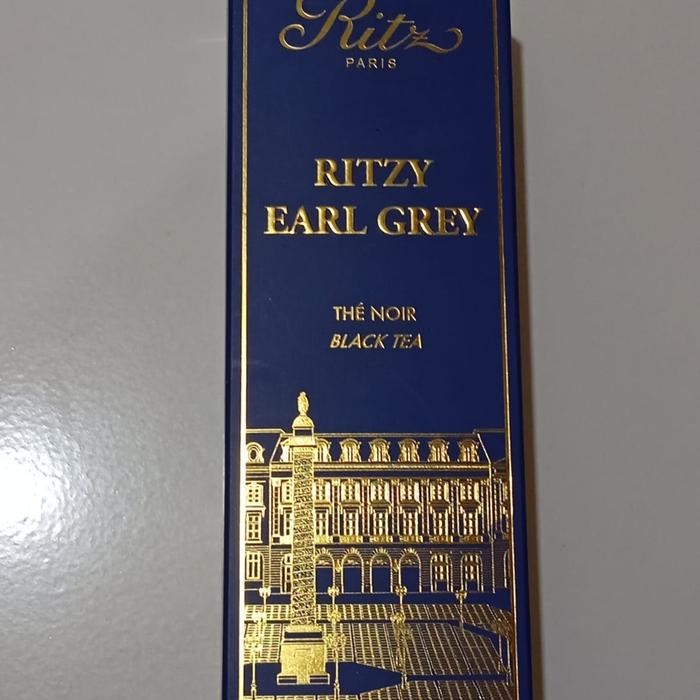 Ritz
PARIS
RITZY
EARL GREY
THÉ NOIR
BLACK TEA